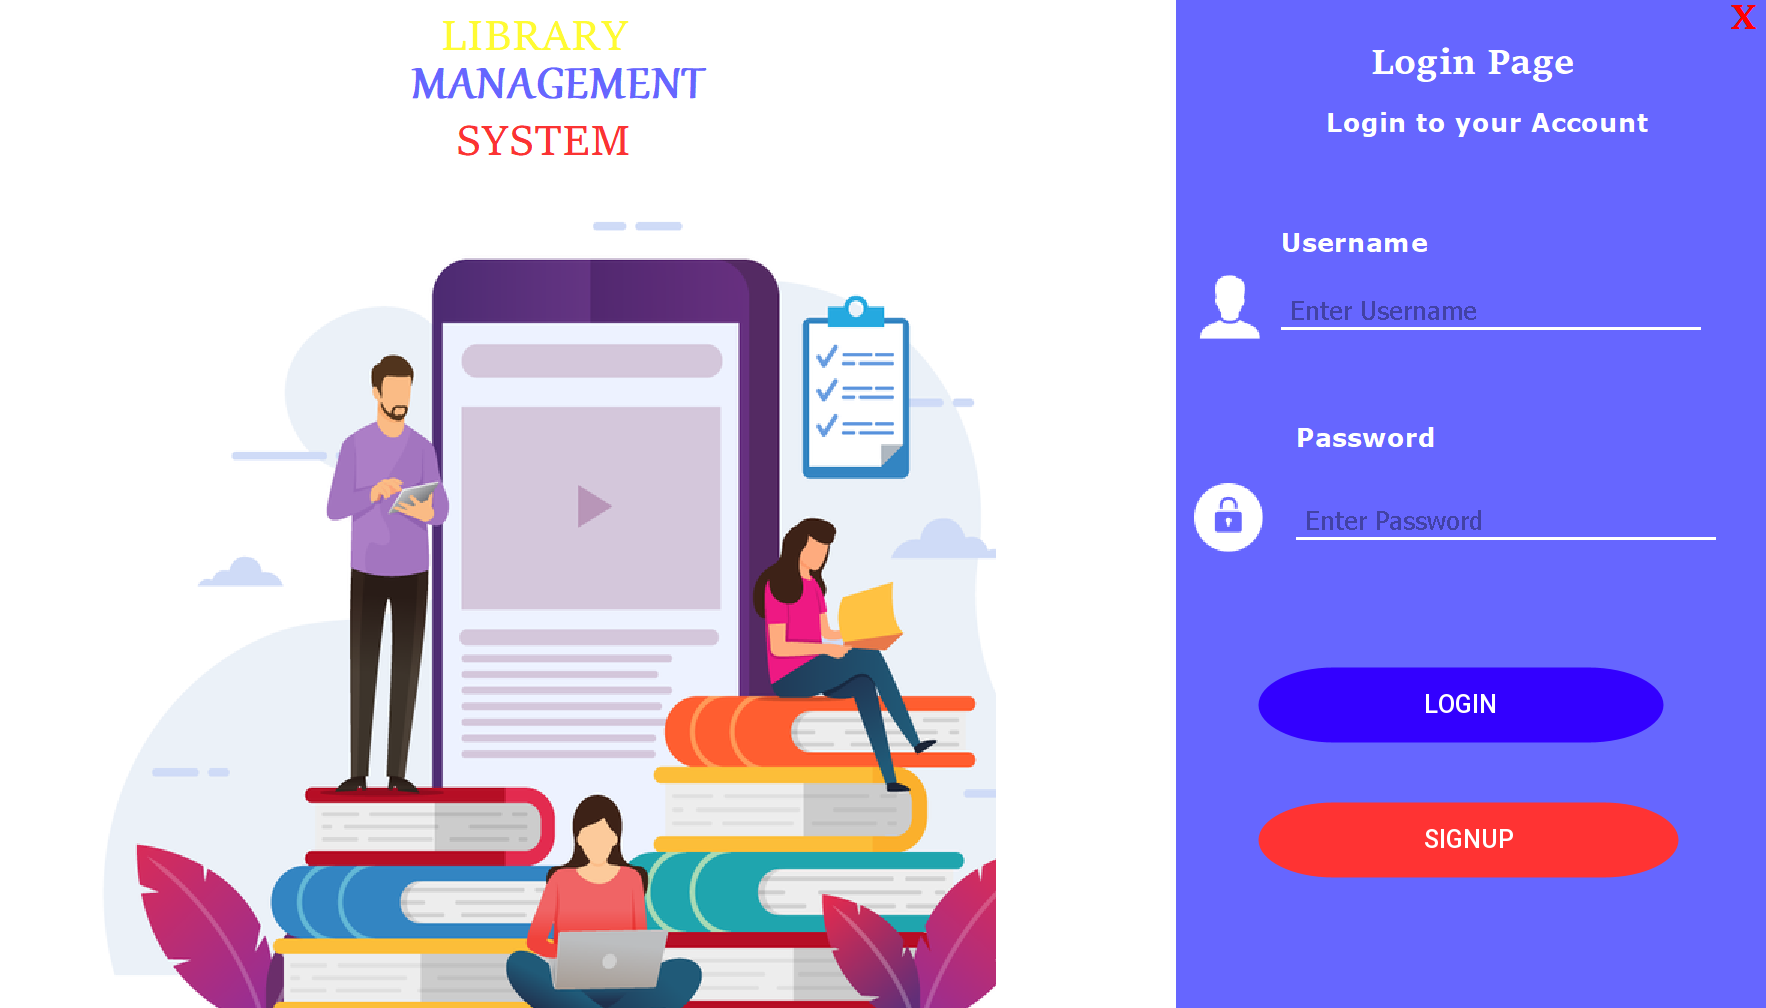 LIBRARY
MANAGEMENT
SYSTEM
X
Login Page
Login to your Account
Username
Enter Username
Password
Enter Password
LOGIN
SIGNUP